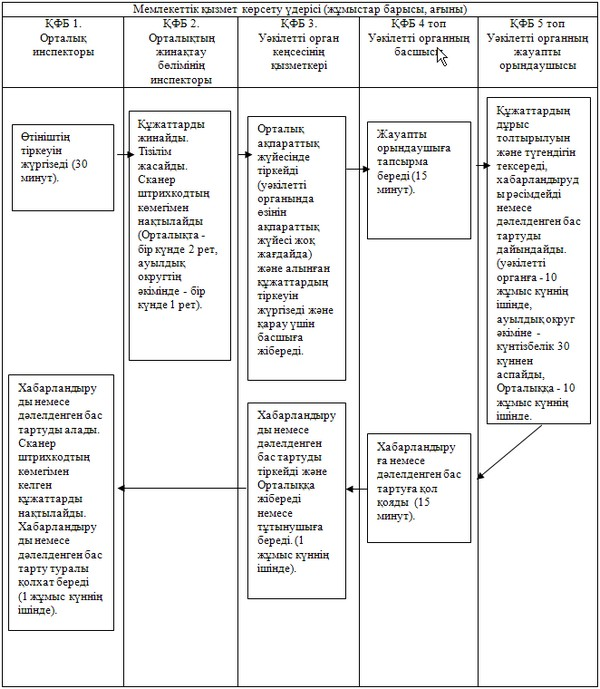 Мемлекеттік қызмет көрсету үдерісі (жұмыстар барысы, ағыны)
ҚФБ 1.
Орталық
инспекторы
ҚФБ 2.
Орталықтың
жинақтау
бөлімінің
инспекторы
ҚФБ 3.
Уәкілетті орган
кеңсесінің
қызметкері
ҚФБ 4 топ
Уәкілетті органның
басшысы
ҚФБ 5 топ
Уәкілетті органның
жауапты
орындаушысы
Өтініштің
тіркеуін
жүргізеді (30
минут).
Құжаттарды
жинайды.
Тізілім
жасайды.
Сканер
штрихкодтың
көмегімен
нақтылайды
(Орталықта -
бір күнде 2 рет,
ауылдық
округтің
әкімінде - бір
күнде 1 рет).
Орталық
ақпараттық
жүйесінде
тіркейді
(уәкілетті
органында
өзінің
ақпараттық
жүйесі жоқ
жағдайда)
және алынған
құжаттардың
тіркеуін
жүргізеді және
қарау үшін
басшыға
жібереді.
Жауапты
орындаушыға
тапсырма
береді (15
минут).
Құжаттардың
дұрыс
толтырылуын
және түгендігін
тексереді,
хабарландыруд
ы рәсімдейді
немесе
дәлелденген бас
тартуды
дайындайды.
(уәкілетті
органға - 10
жұмыс күннің
ішінде,
ауылдық округ
әкіміне -
күнтізбелік 30
күннен
аспайды,
Орталыққа - 10
жұмыс күннің
ішінде.
Хабарландыру
ды немесе
дәлелденген бас
тартуды алады.
Сканер
штрихкодтың
көмегімен
келген
құжаттарды
нақтылайды.
Хабарландыру
ды немесе
дәлелденген бас
тарту туралы
қолхат береді
(1 жұмыс күннің
ішінде).
Хабарландыру
ды немесе
дәлелденген
бас тартуды
тіркейді және
Орталыққа
жібереді
немесе
тұтынушыға
береді. (1
жұмыс күннің
ішінде).
Хабарландыру
ға немесе
дәлелденген бас
тартуға қол
қояды (15
минут).